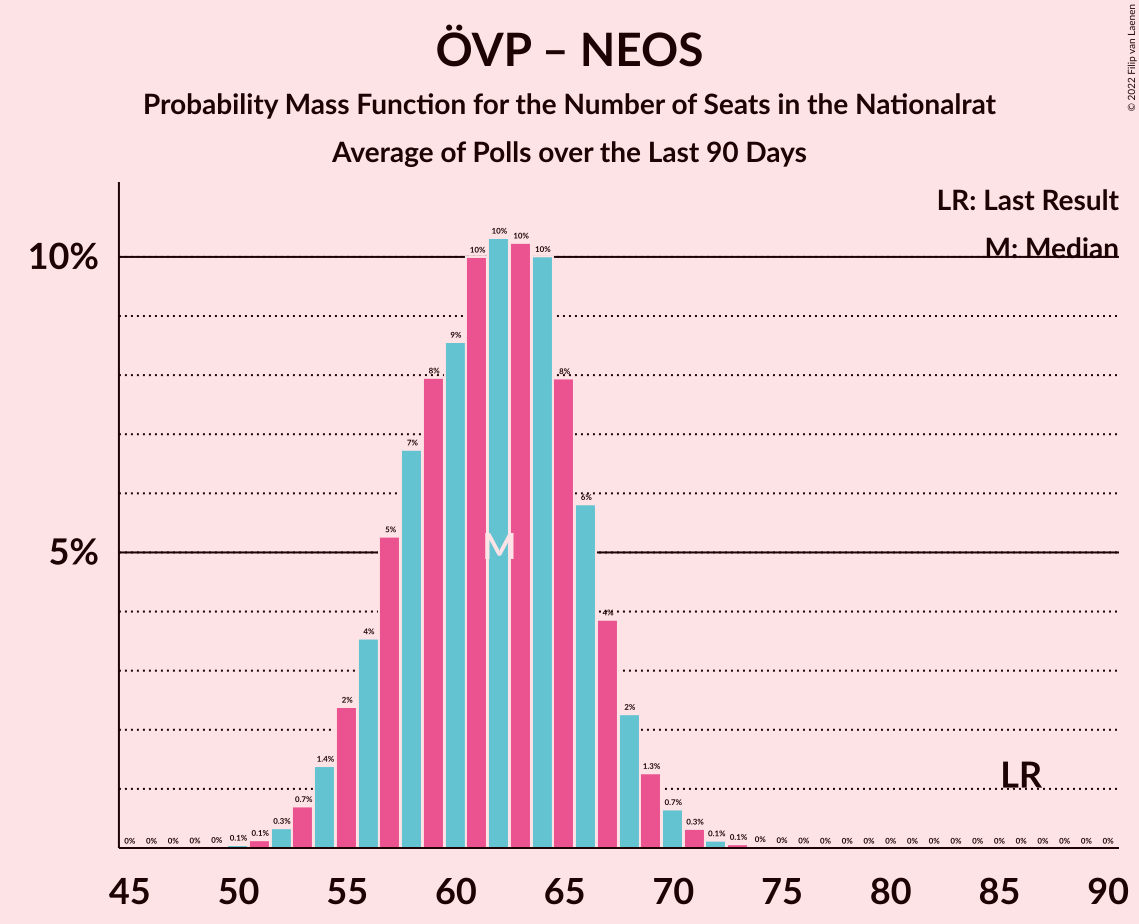 ÖVP – NEOS
Probability Mass Function for the Number of Seats in the Nationalrat
Average of Polls over the Last 90 Days
© 2022 Filip van Laenen
LR: Last Result
M: Median
10%
5%
0% 0% 0% 0% 0% 0.1% 0.1% 0.3% 0.7% 1.4% 2% 4% 5% 7% 8% 9% 10% 10% 10% 10% 8% 6% 4% 2% 1.3% 0.7% 0.3% 0.1% 0.1% 0% 0% 0% 0% 0% 0% 0% 0% 0% 0% 0% 0% 0% 0% 0% 0% 0%
M
LR
45 50 55 60 65 70 75 80 85 90